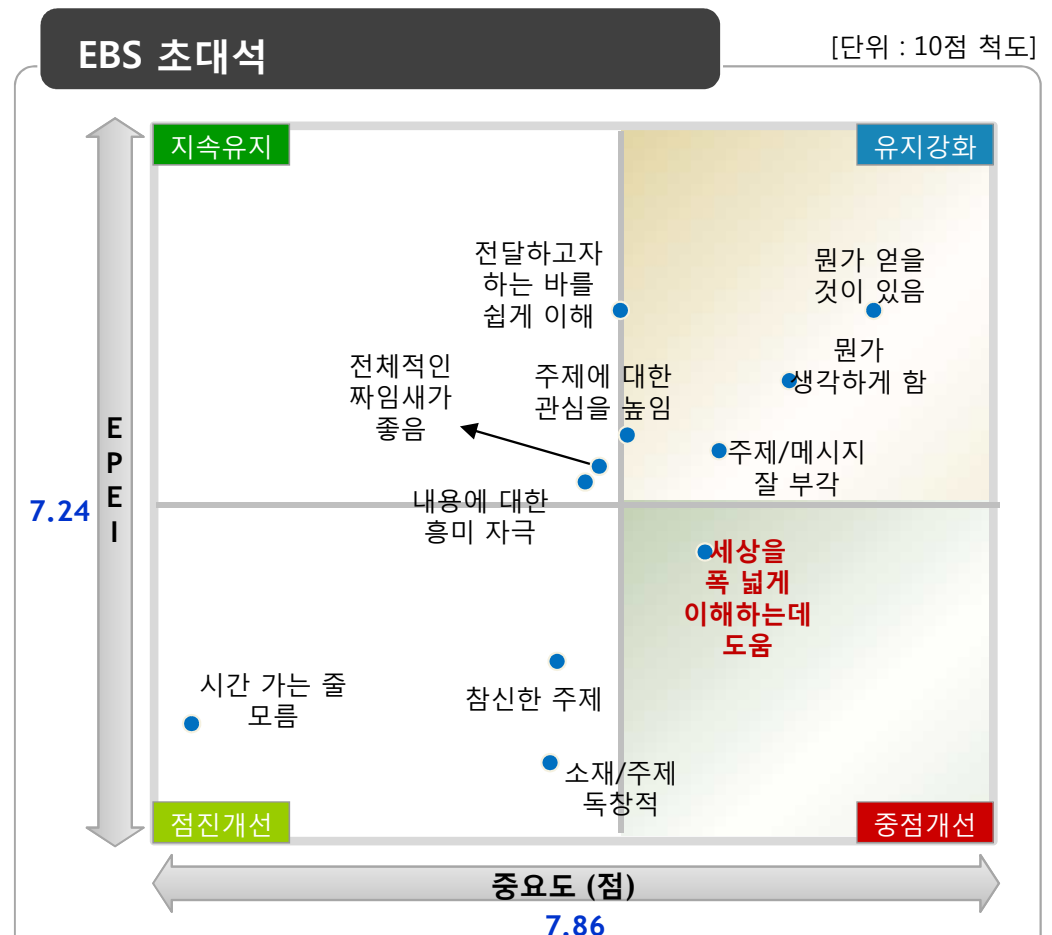 EBS 초대석
[단위 : 10점 척도]
지속유지
유지강화
전달하고자
하는 바를
쉽게 이해
뭔가 얻을
것이 있음
뭔가
생각하게 함
전체적인
짜임새가
좋음
주제에 대한
관심을 높임
주제/메시지
잘 부각
E
P
E
I
7.24
내용에 대한
흥미 자극
세상을
폭 넓게
이해하는데
도움
시간 가는 줄
모름
참신한 주제
소재/주제
독창적
점진개선
중점개선
중요도 (점)
7.86